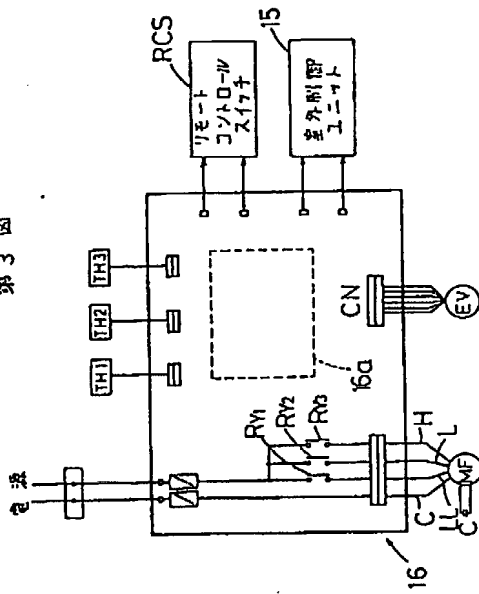 第3図
電源
TH1
TH2
TH3
RCS
リモート
コントロール
スイッチ
15
室外制御
ユニット
RY1
RY2
RY3
16a
CN
EV
H
L
LL
C
MF
C
16